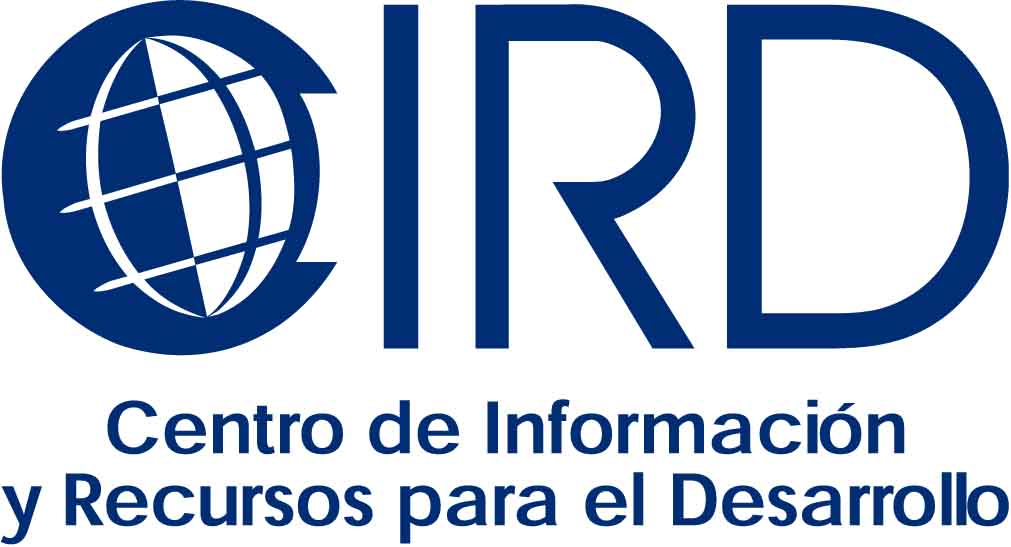 CIRD
Centro de Información
y Recursos para el Desarrollo